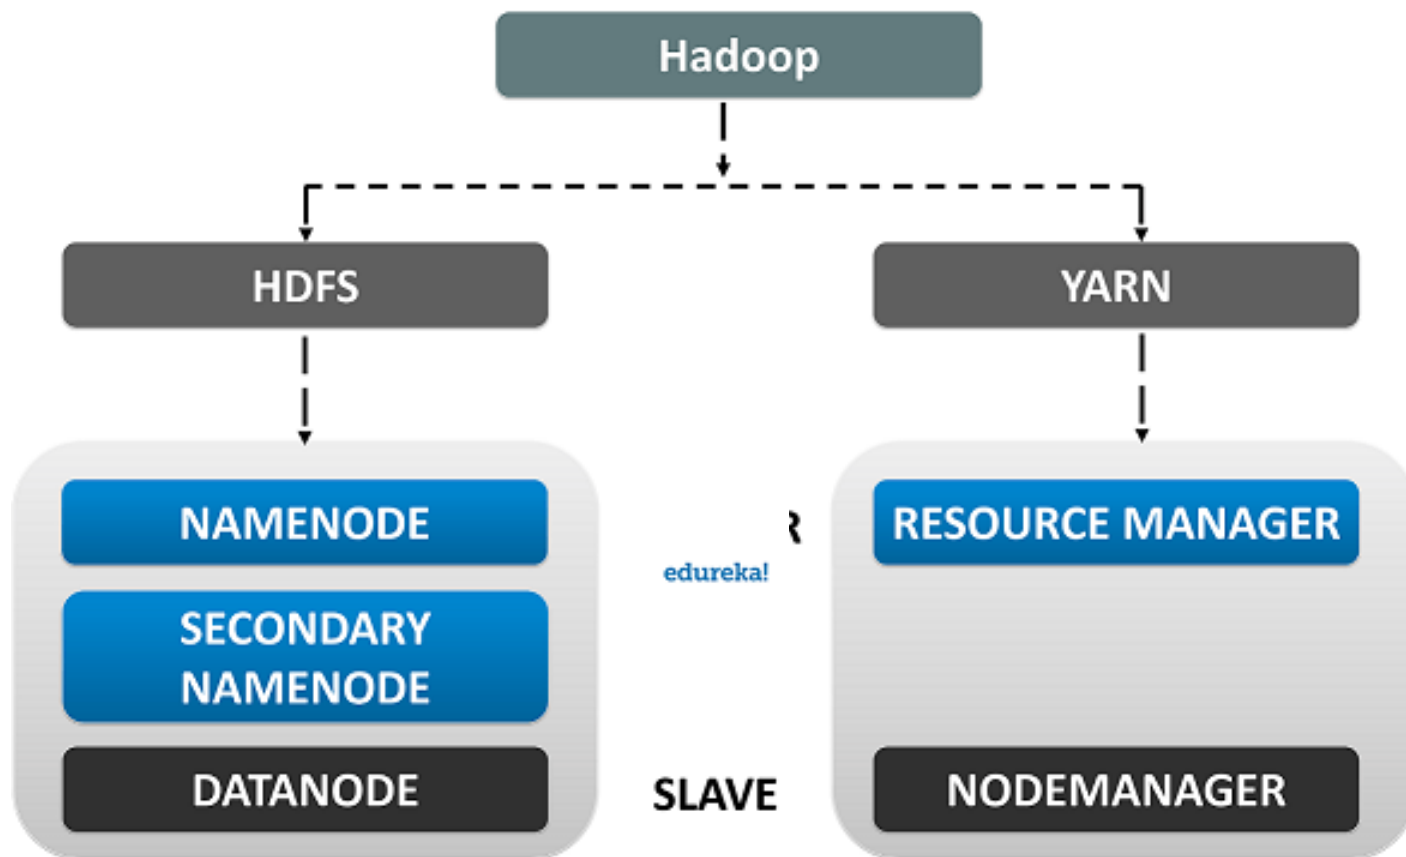 Hadoop
HDFS
YARN
NAMENODE
RESOURCE MANAGER
edureka!
SECONDARY
NAMENODE
DATANODE
SLAVE
NODEMANAGER